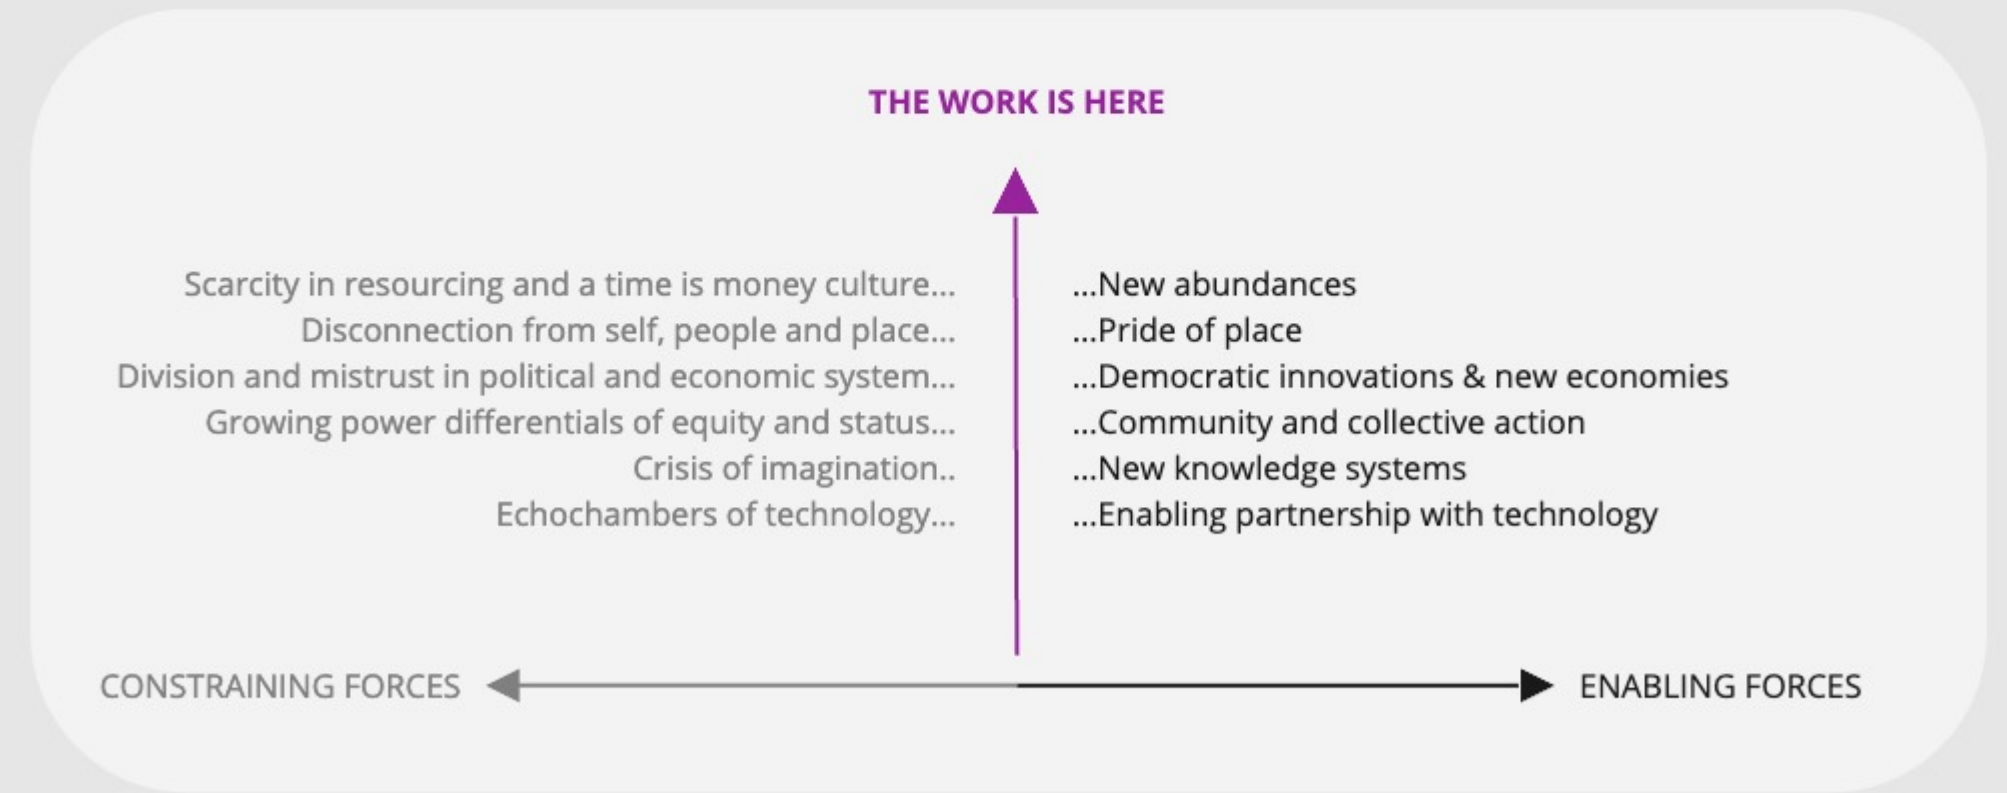 THE WORK IS HERE
Scarcity in resourcing and a time is money culture... ...New abundances
Disconnection from self, people and place... ...Pride of place
Division and mistrust in political and economic system... ...Democratic innovations & new economies
Growing power differentials of equity and status... ...Community and collective action
Crisis of imagination.. ...New knowledge systems
Echochambers of technology... ...Enabling partnership with technology
CONSTRAINING FORCES ENABLING FORCES